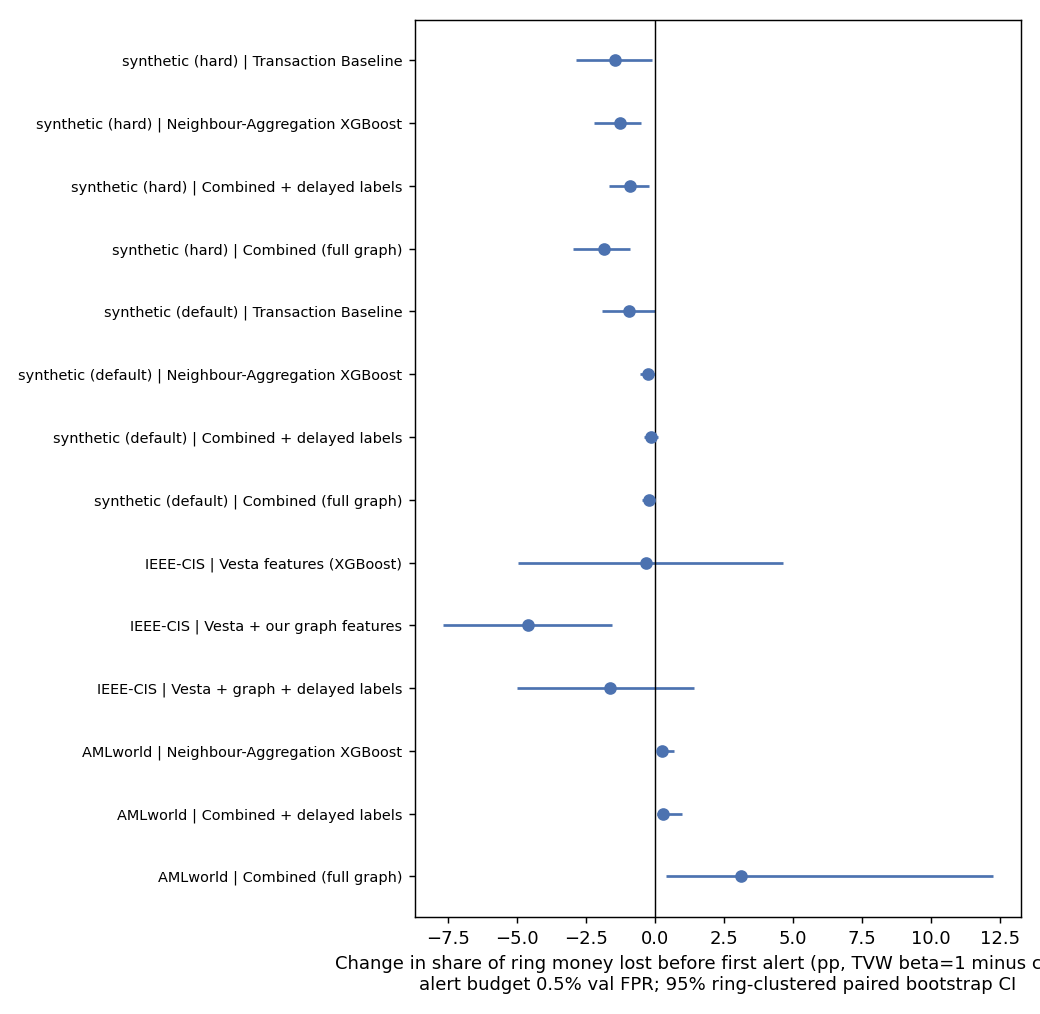 synthetic (hard) | Transaction Baseline
synthetic (hard) | Neighbour-Aggregation XGBoost
synthetic (hard) | Combined + delayed labels
synthetic (hard) | Combined (full graph)
synthetic (default) | Transaction Baseline
synthetic (default) | Neighbour-Aggregation XGBoost
synthetic (default) | Combined + delayed labels
synthetic (default) | Combined (full graph)
IEEE-CIS | Vesta features (XGBoost)
IEEE-CIS | Vesta + our graph features
IEEE-CIS | Vesta + graph + delayed labels
AMLworld | Neighbour-Aggregation XGBoost
AMLworld | Combined + delayed labels
AMLworld | Combined (full graph)
−7.5 −5.0 −2.5 0.0 2.5 5.0 7.5 10.0 12.5
Change in share of ring money lost before first alert (pp, TVW beta=1 minus
alert budget 0.5% val FPR; 95% ring-clustered paired bootstrap CI